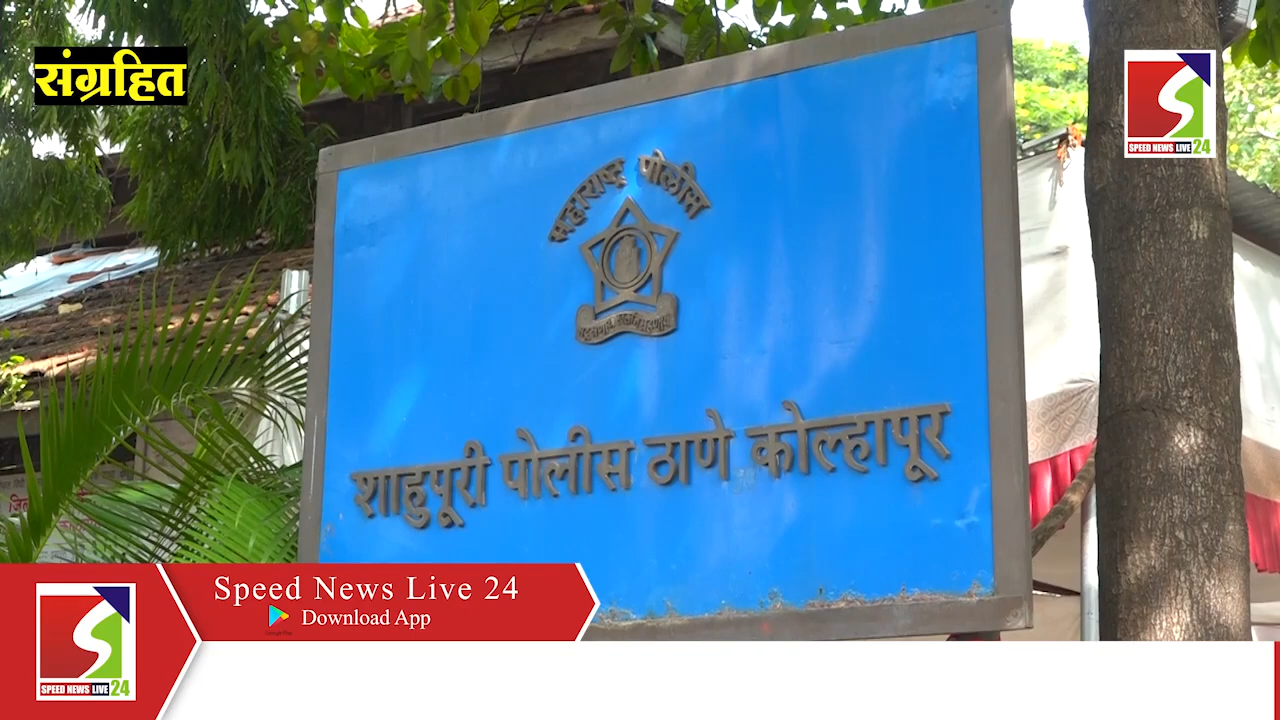 संग्रहित
SPEED NEWS LIVE 24
महाराष्ट्र पोलीस
शाहुपूरी पोलीस ठाणे कोल्हापूर
Speed News Live 24
Download App
SPEED NEWS LIVE 24